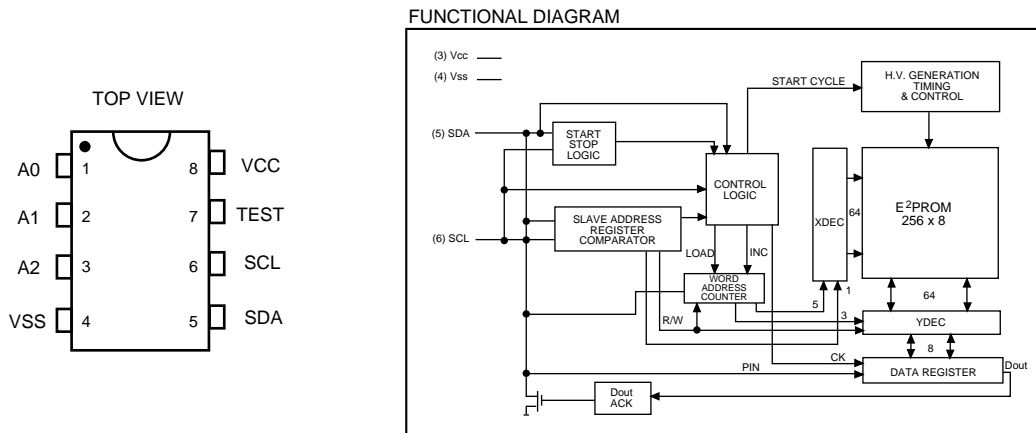 FUNCTIONAL DIAGRAM
TOP VIEW
A0
1
8
VCC
A1
2
7
TEST
A2
3
6
SCL
VSS
4
5
SDA
(3) Vcc
(4) Vss
(5) SDA
(6) SCL
START
STOP
LOGIC
START CYCLE
H.V. GENERATION
TIMING
& CONTROL
CONTROL
LOGIC
SLAVE ADDRESS
REGISTER
COMPARATOR
XDEC
64
E²PROM
256 x 8
LOAD
INC
WORD
ADDRESS
COUNTER
1
5
3
64
R/W
YDEC
8
CK
PIN
DATA REGISTER
Dout
Dout
ACK